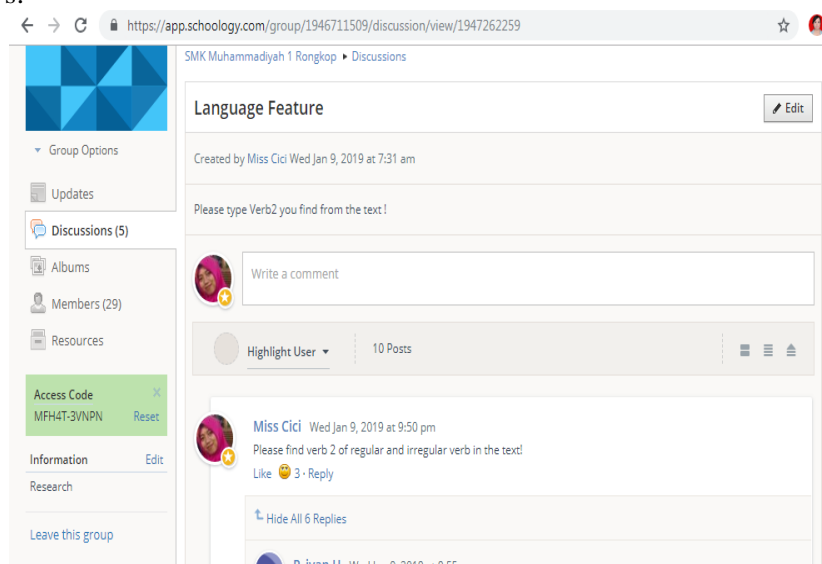 s.
https://app.schoology.com/group/1946711509/discussion/view/1947262259
SMK Muhammadiyah 1 Rongkop ▸ Discussions
Language Feature
Edit
Group Options
Created by Miss Cici Wed Jan 9, 2019 at 7:31 am
Updates
Please type Verb2 you find from the text !
Discussions (5)
Albums
Write a comment
Members (29)
Resources
Highlight User
10 Posts
Access Code
MFH4T-3VNPN Reset
Miss Cici Wed Jan 9, 2019 at 9:50 pm
Please find verb 2 of regular and irregular verb in the text!
Like 3 · Reply
Information Edit
Research
Hide All 6 Replies
Leave this group